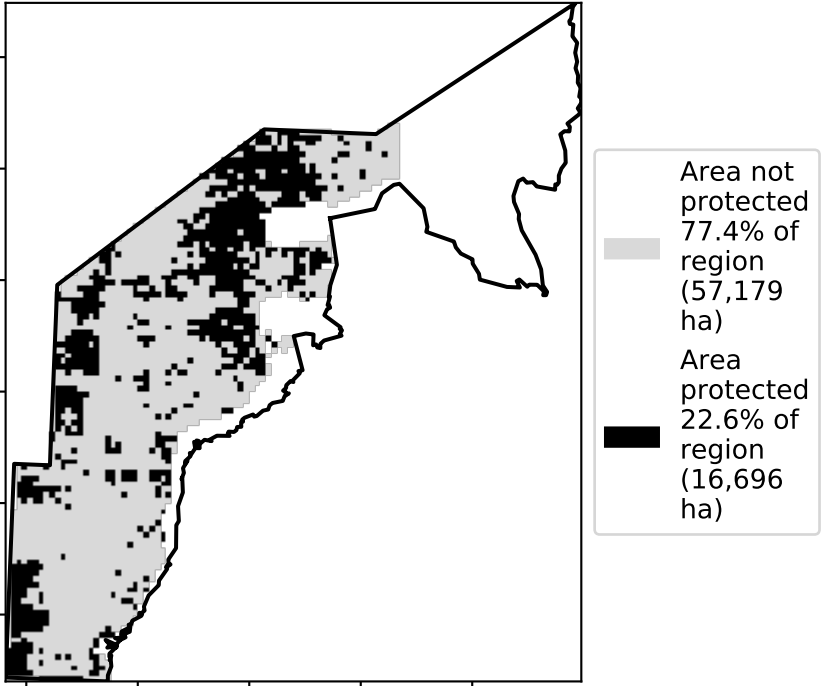 Area not
protected
77.4% of
region
(57,179
ha)
Area
protected
22.6% of
region
(16,696
ha)